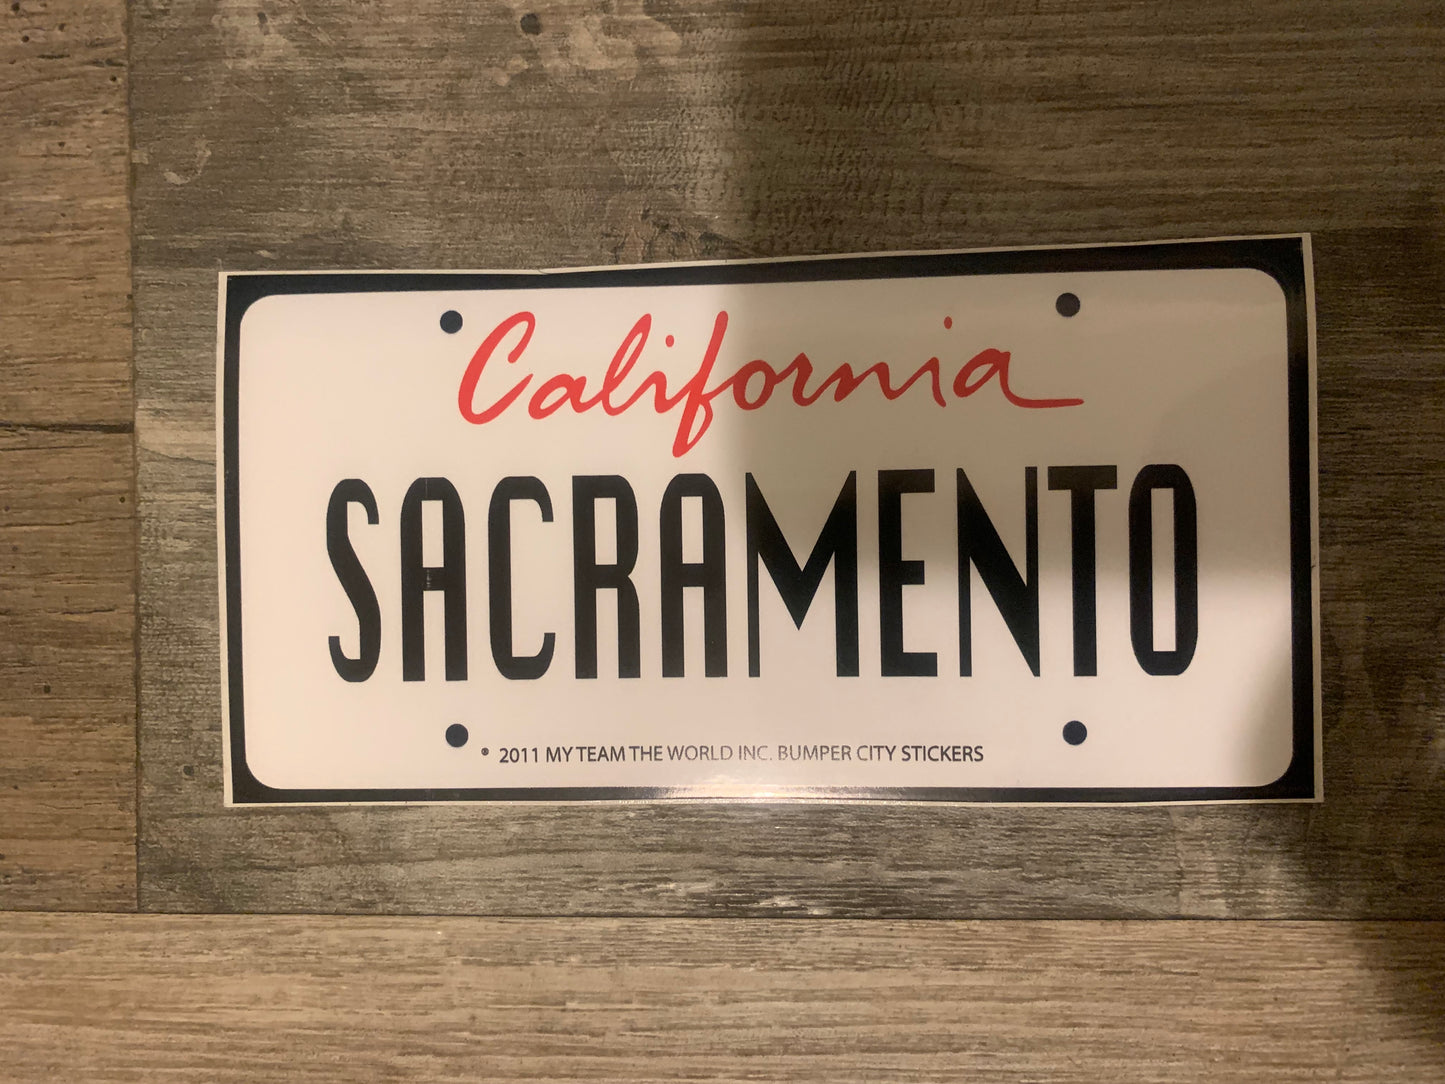 California
SACRAMENTO
® 2011 MY TEAM THE WORLD INC. BUMPER CITY STICKERS